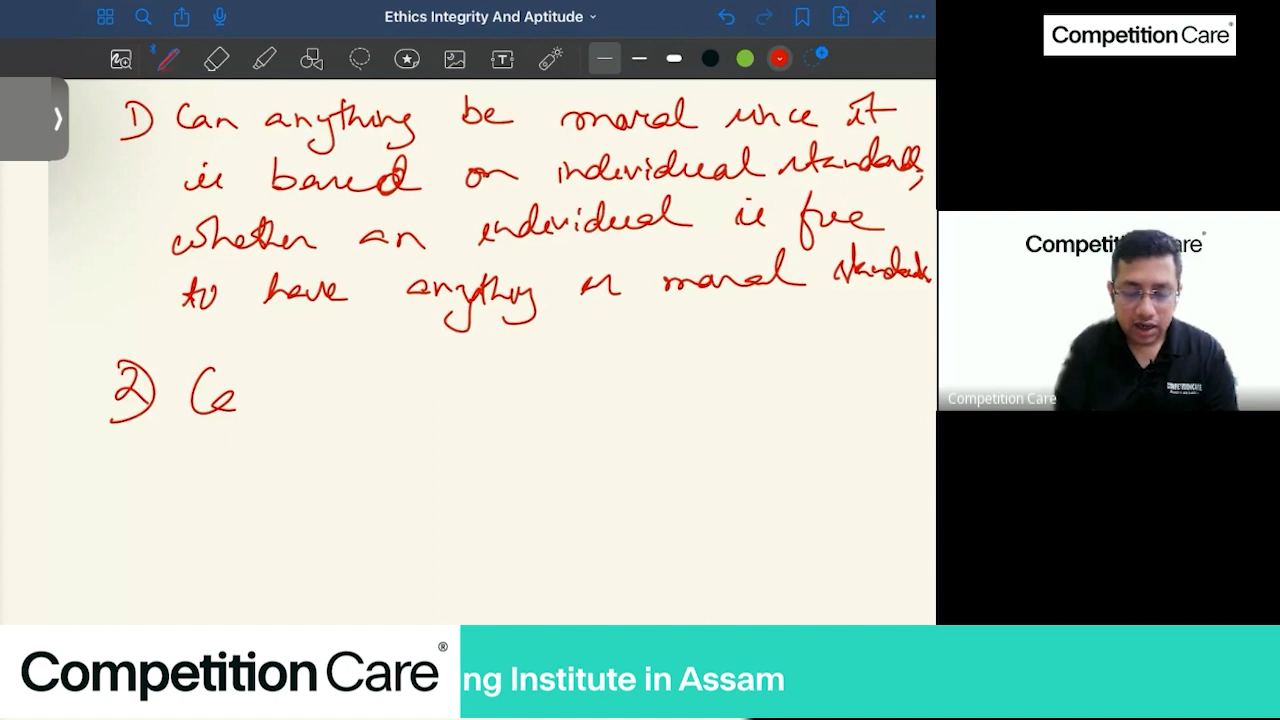 Ethics Integrity And Aptitude
Competition Care
1) Can anything be moral since it
is based on individual standards,
whether an individual is free
to have anything as moral standards
2) Ca
Competiti
Competition Care
Competition Care®
ng Institute in Assam